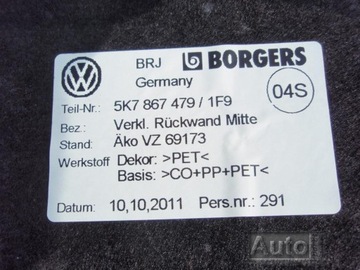 BRJ BORGERS
Germany
04S
Teil-Nr.: 5K7 867 479 / 1F9
Bez.: Verkl. Rückwand Mitte
Stand: Äko VZ 69173
Werkstoff Dekor: >PET<
Basis: >CO+PP+PET<
Datum: 10,10,2011 Pers.nr.: 291
Auto